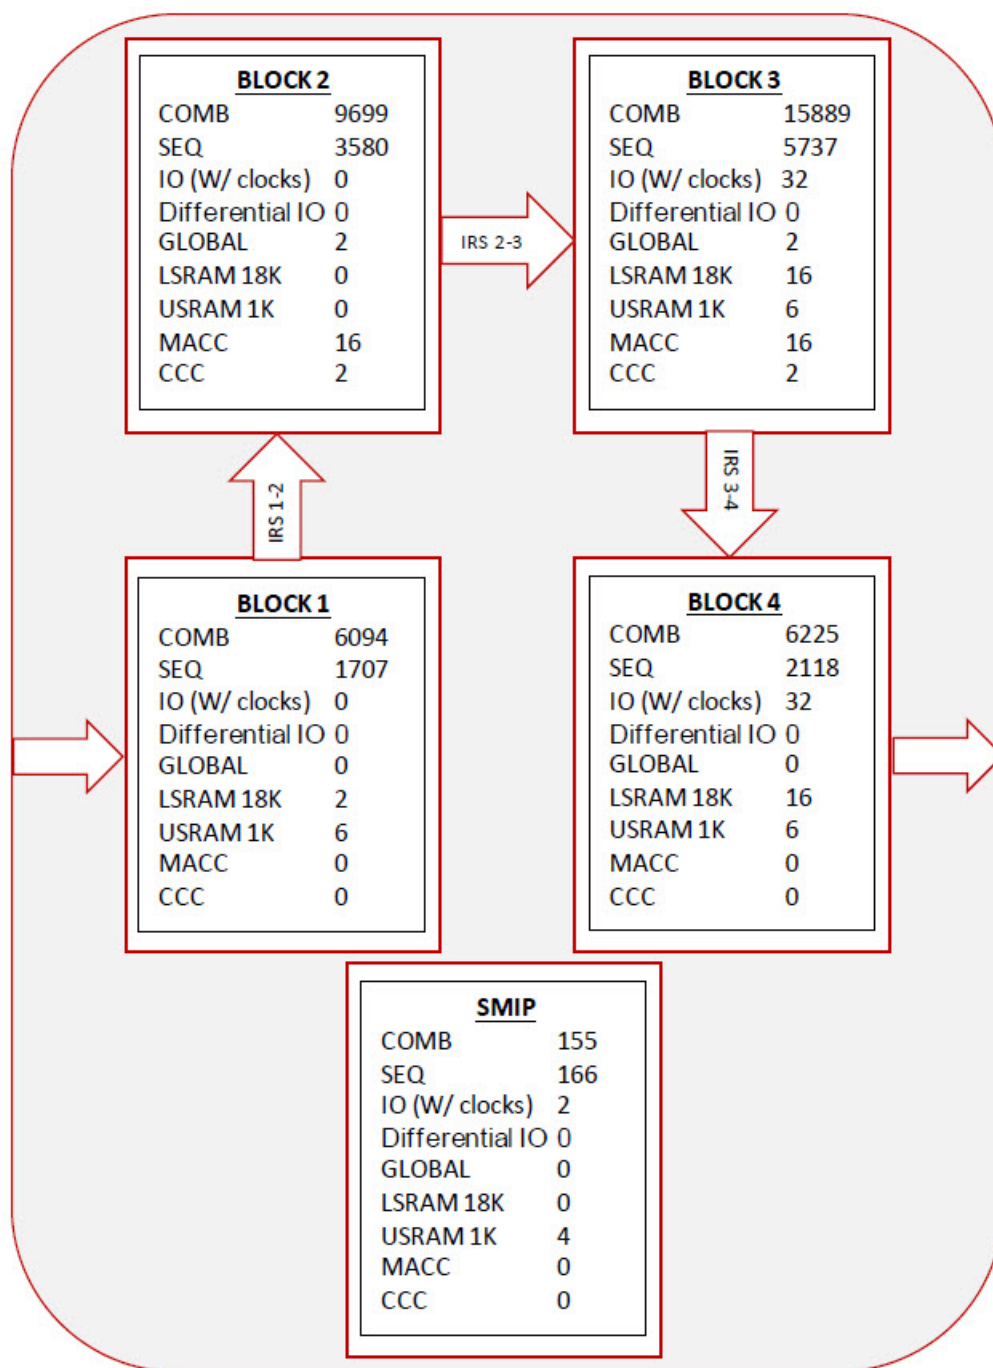 BLOCK 2
COMB 9699
SEQ 3580
IO (W/ clocks) 0
Differential IO 0
GLOBAL 2
LSRAM 18K 0
USRAM 1K 0
MACC 16
CCC 2
IRS 2-3
BLOCK 3
COMB 15889
SEQ 5737
IO (W/ clocks) 32
Differential IO 0
GLOBAL 2
LSRAM 18K 16
USRAM 1K 6
MACC 16
CCC 2
IRS 1-2
IRS 3-4
BLOCK 1
COMB 6094
SEQ 1707
IO (W/ clocks) 0
Differential IO 0
GLOBAL 0
LSRAM 18K 2
USRAM 1K 6
MACC 0
CCC 0
BLOCK 4
COMB 6225
SEQ 2118
IO (W/ clocks) 32
Differential IO 0
GLOBAL 0
LSRAM 18K 16
USRAM 1K 6
MACC 0
CCC 0
SMIP
COMB 155
SEQ 166
IO (W/ clocks) 2
Differential IO 0
GLOBAL 0
LSRAM 18K 0
USRAM 1K 4
MACC 0
CCC 0